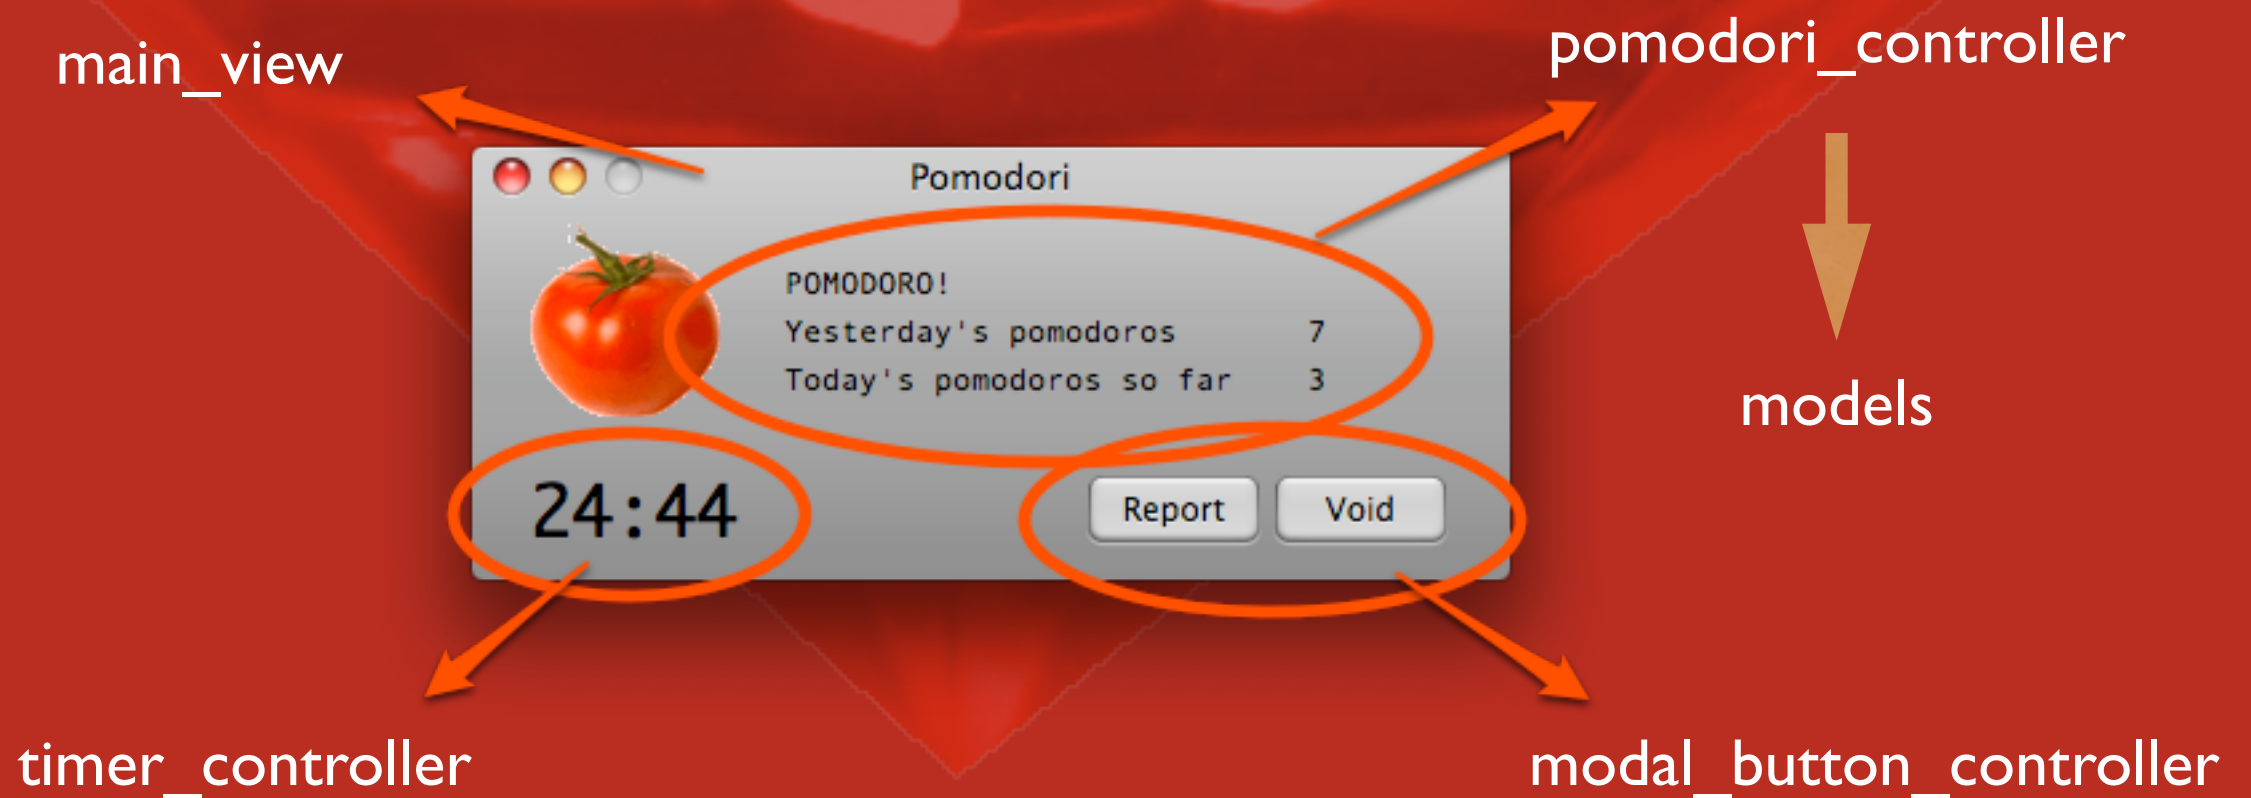 main_view
pomodori_controller
Pomodori
POMODORO!
Yesterday's pomodoros 7
Today's pomodoros so far 3
models
24:44
Report
Void
timer_controller
modal_button_controller